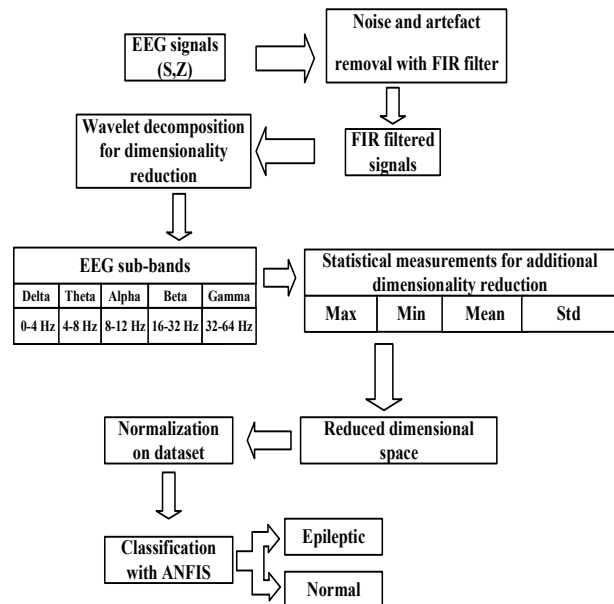 EEG signals
(S,Z)
Noise and artefact
removal with FIR filter
Wavelet decomposition
for dimensionality
reduction
FIR filtered
signals
EEG sub-bands
Delta Theta Alpha Beta Gamma
0-4 Hz 4-8 Hz 8-12 Hz 16-32 Hz 32-64 Hz
Statistical measurements for additional
dimensionality reduction
Max Min Mean Std
Normalization
on dataset
Reduced dimensional
space
Classification
with ANFIS
Epileptic
Normal